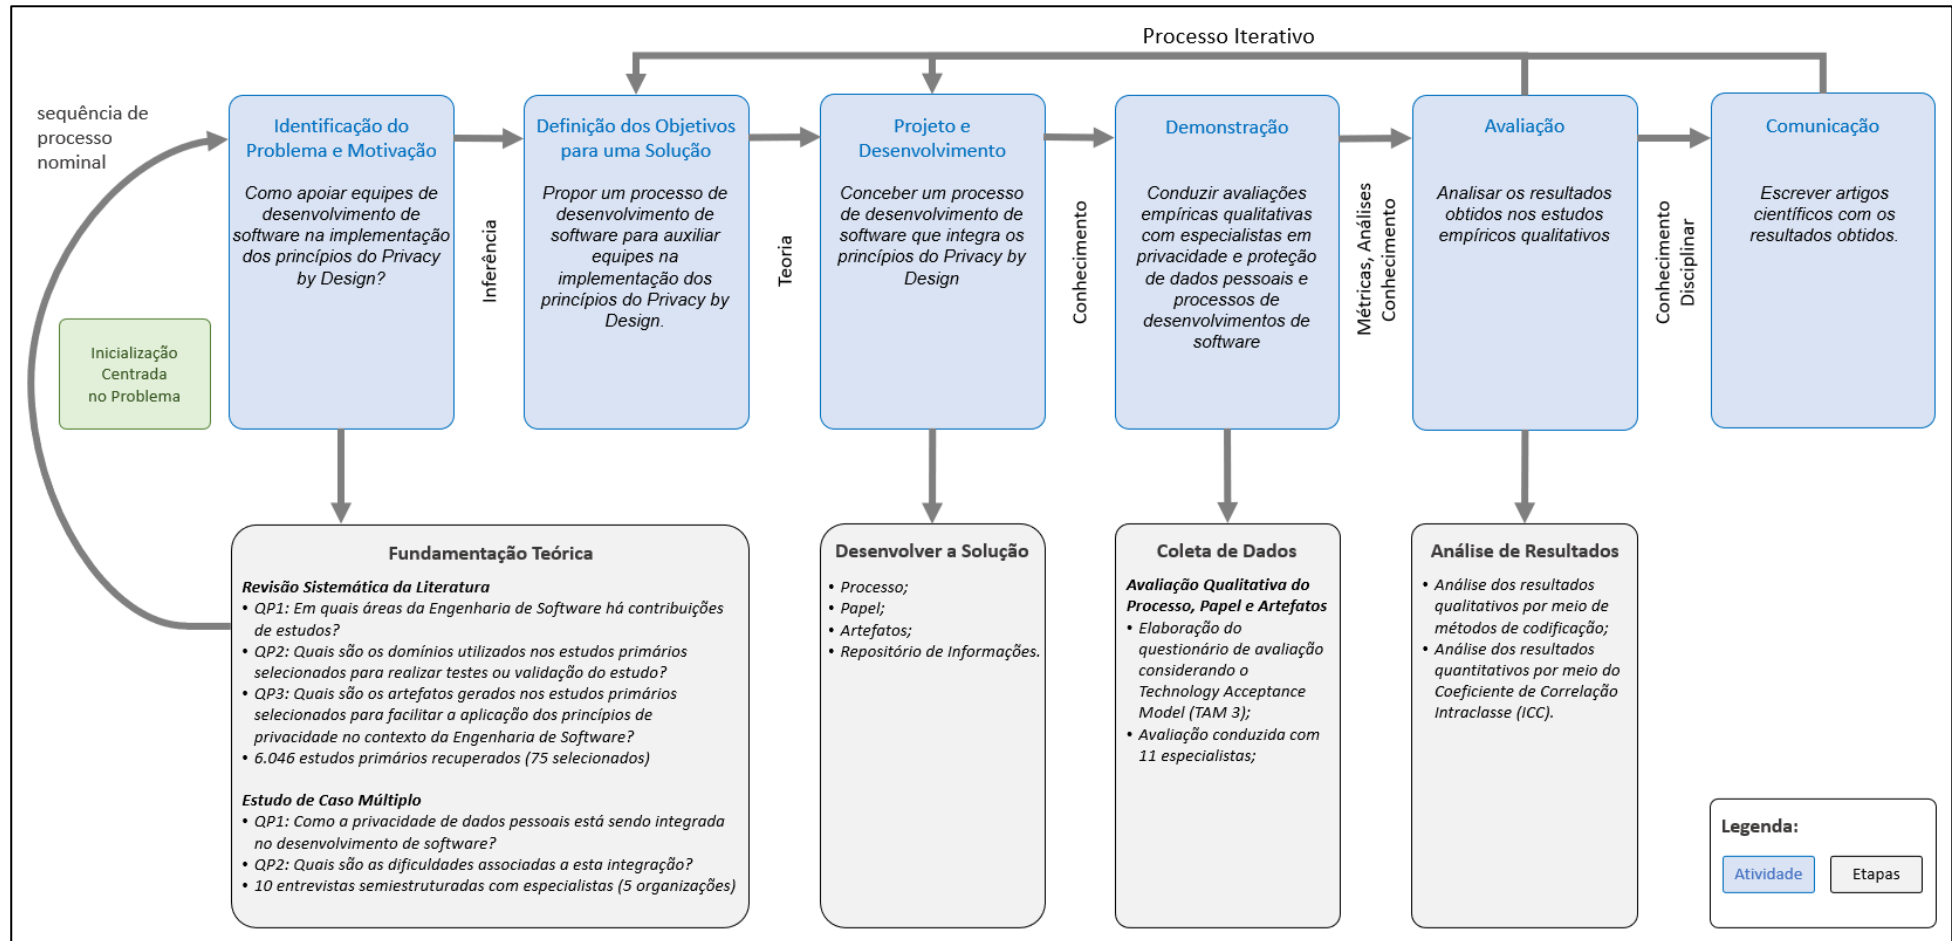 Processo Iterativo
sequência de
processo
nominal
Identificação do
Problema e Motivação
Como apoiar equipes de
desenvolvimento de
software na implementação
dos princípios do Privacy
by Design?
Inferência
Definição dos Objetivos
para uma Solução
Propor um processo de
desenvolvimento de
software para auxiliar
equipes na
implementação dos
princípios do Privacy by
Design.
Teoria
Projeto e
Desenvolvimento
Conceber um processo
de desenvolvimento de
software que integra os
princípios do Privacy by
Design
Conhecimento
Demonstração
Conduzir avaliações
empíricas qualitativas
com especialistas em
privacidade e proteção
de dados pessoais e
processos de
desenvolvimentos de
software
Métricas, Análises
Conhecimento
Avaliação
Analisar os resultados
obtidos nos estudos
empíricos qualitativos
Conhecimento
Disciplinar
Comunicação
Escrever artigos
científicos com os
resultados obtidos.
Inicialização
Centrada
no Problema
Fundamentação Teórica
Revisão Sistemática da Literatura
• QP1: Em quais áreas da Engenharia de Software há contribuições
de estudos?
• QP2: Quais são os domínios utilizados nos estudos primários
selecionados para realizar testes ou validação do estudo?
• QP3: Quais são os artefatos gerados nos estudos primários
selecionados para facilitar a aplicação dos princípios de
privacidade no contexto da Engenharia de Software?
• 6.046 estudos primários recuperados (75 selecionados)
Estudo de Caso Múltiplo
• QP1: Como a privacidade de dados pessoais está sendo integrada
no desenvolvimento de software?
• QP2: Quais são as dificuldades associadas a esta integração?
• 10 entrevistas semiestruturadas com especialistas (5 organizações)
Desenvolver a Solução
• Processo;
• Papel;
• Artefatos;
• Repositório de Informações.
Coleta de Dados
Avaliação Qualitativa do
Processo, Papel e Artefatos
• Elaboração do
questionário de avaliação
considerando o
Technology Acceptance
Model (TAM 3);
• Avaliação conduzida com
11 especialistas;
Análise de Resultados
• Análise dos resultados
qualitativos por meio de
métodos de codificação;
• Análise dos resultados
quantitativos por meio do
Coeficiente de Correlação
Intraclasse (ICC).
Legenda:
Atividade
Etapas